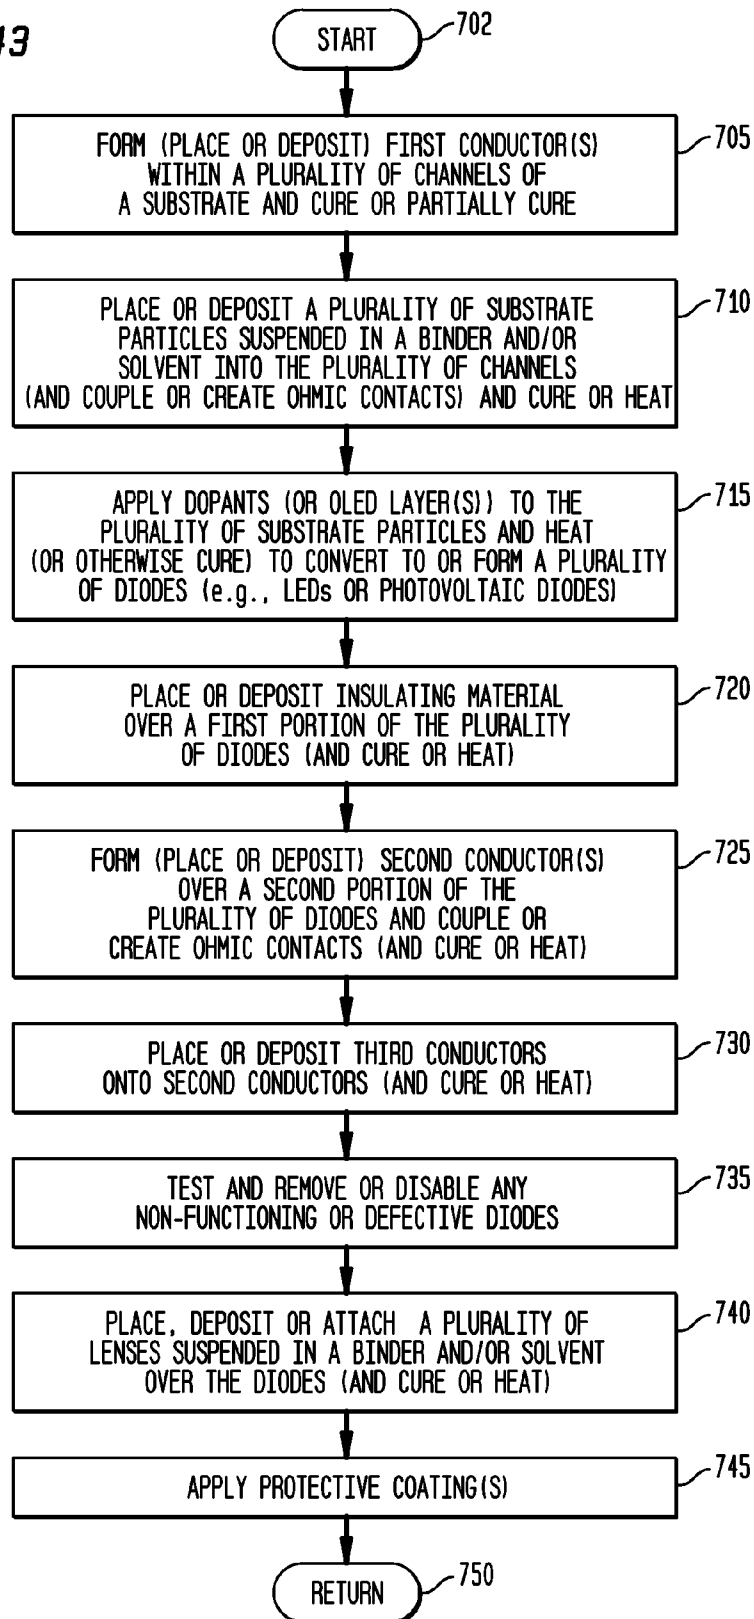 43
START
702
FORM (PLACE OR DEPOSIT) FIRST CONDUCTOR(S)
WITHIN A PLURALITY OF CHANNELS OF
A SUBSTRATE AND CURE OR PARTIALLY CURE
705
PLACE OR DEPOSIT A PLURALITY OF SUBSTRATE
PARTICLES SUSPENDED IN A BINDER AND/OR
SOLVENT INTO THE PLURALITY OF CHANNELS
(AND COUPLE OR CREATE OHMIC CONTACTS) AND CURE OR HEAT
710
APPLY DOPANTS (OR OLED LAYER(S)) TO THE
PLURALITY OF SUBSTRATE PARTICLES AND HEAT
(OR OTHERWISE CURE) TO CONVERT TO OR FORM A PLURALITY
OF DIODES (e.g., LEDs OR PHOTOVOLTAIC DIODES)
715
PLACE OR DEPOSIT INSULATING MATERIAL
OVER A FIRST PORTION OF THE PLURALITY
OF DIODES (AND CURE OR HEAT)
720
FORM (PLACE OR DEPOSIT) SECOND CONDUCTOR(S)
OVER A SECOND PORTION OF THE
PLURALITY OF DIODES AND COUPLE OR
CREATE OHMIC CONTACTS (AND CURE OR HEAT)
725
PLACE OR DEPOSIT THIRD CONDUCTORS
ONTO SECOND CONDUCTORS (AND CURE OR HEAT)
730
TEST AND REMOVE OR DISABLE ANY
NON-FUNCTIONING OR DEFECTIVE DIODES
735
PLACE, DEPOSIT OR ATTACH A PLURALITY OF
LENSES SUSPENDED IN A BINDER AND/OR SOLVENT
OVER THE DIODES (AND CURE OR HEAT)
740
APPLY PROTECTIVE COATING(S)
745
RETURN
750